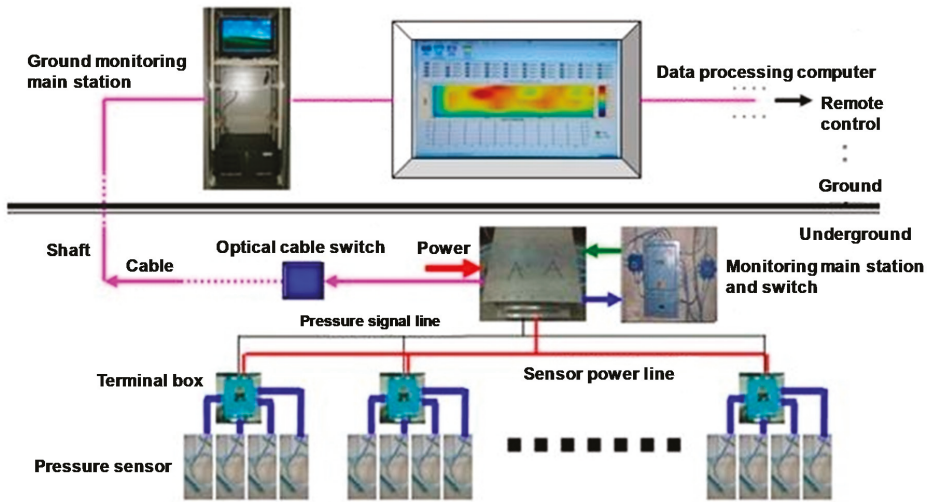 Ground monitoring
main station
Data processing computer
Remote
control
Ground
Underground
Shaft
Cable
Optical cable switch
Power
Monitoring main station
and switch
Pressure signal line
Terminal box
Sensor power line
Pressure sensor